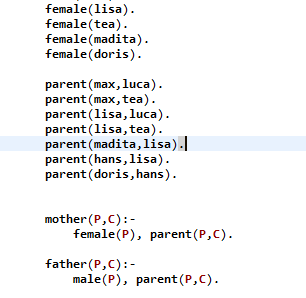 female(lisa).
female(tea).
female(madita).
female(doris).
parent(max,luca).
parent(max,tea).
parent(lisa,luca).
parent(lisa,tea).
parent(madita,lisa).
parent(hans,lisa).
parent(doris,hans).
mother(P,C):-
female(P), parent(P,C).
father(P,C):-
male(P), parent(P,C).